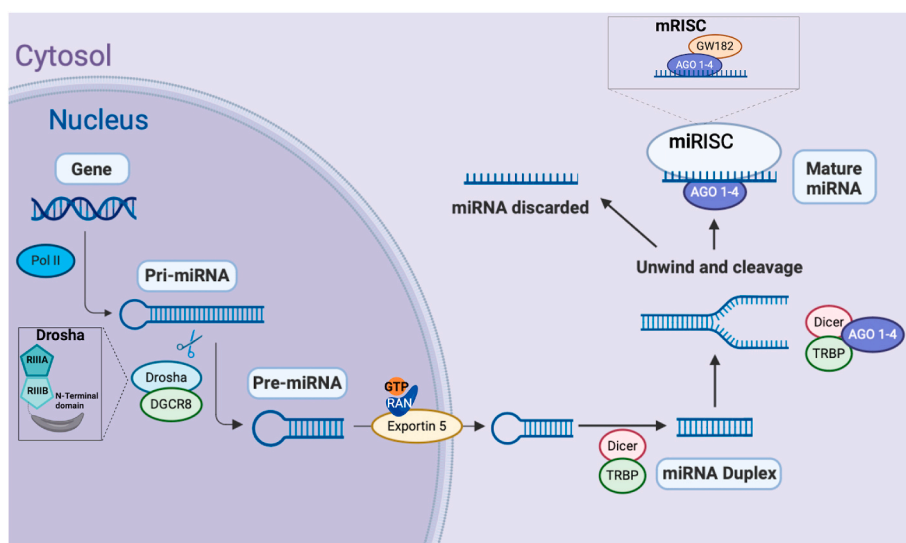 Cytosol
Nucleus
Gene
Pol II
Pri-miRNA
Drosha
RIIIA
RIIIB
N-Terminal
domain
Drosha
DGCR8
Pre-miRNA
GTP
RAN
Exportin 5
Dicer
TRBP
miRNA Duplex
Dicer
TRBP
AGO 1-4
Unwind and cleavage
miRNA discarded
miRISC
AGO 1-4
Mature
miRNA
mRISC
GW182
AGO 1-4